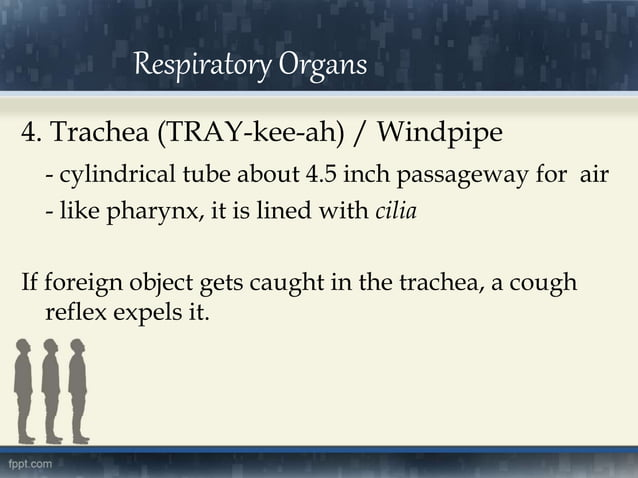 Respiratory Organs
4. Trachea (TRAY-kee-ah) / Windpipe
- cylindrical tube about 4.5 inch passageway for air
- like pharynx, it is lined with cilia
If foreign object gets caught in the trachea, a cough
reflex expels it.
fppt.com